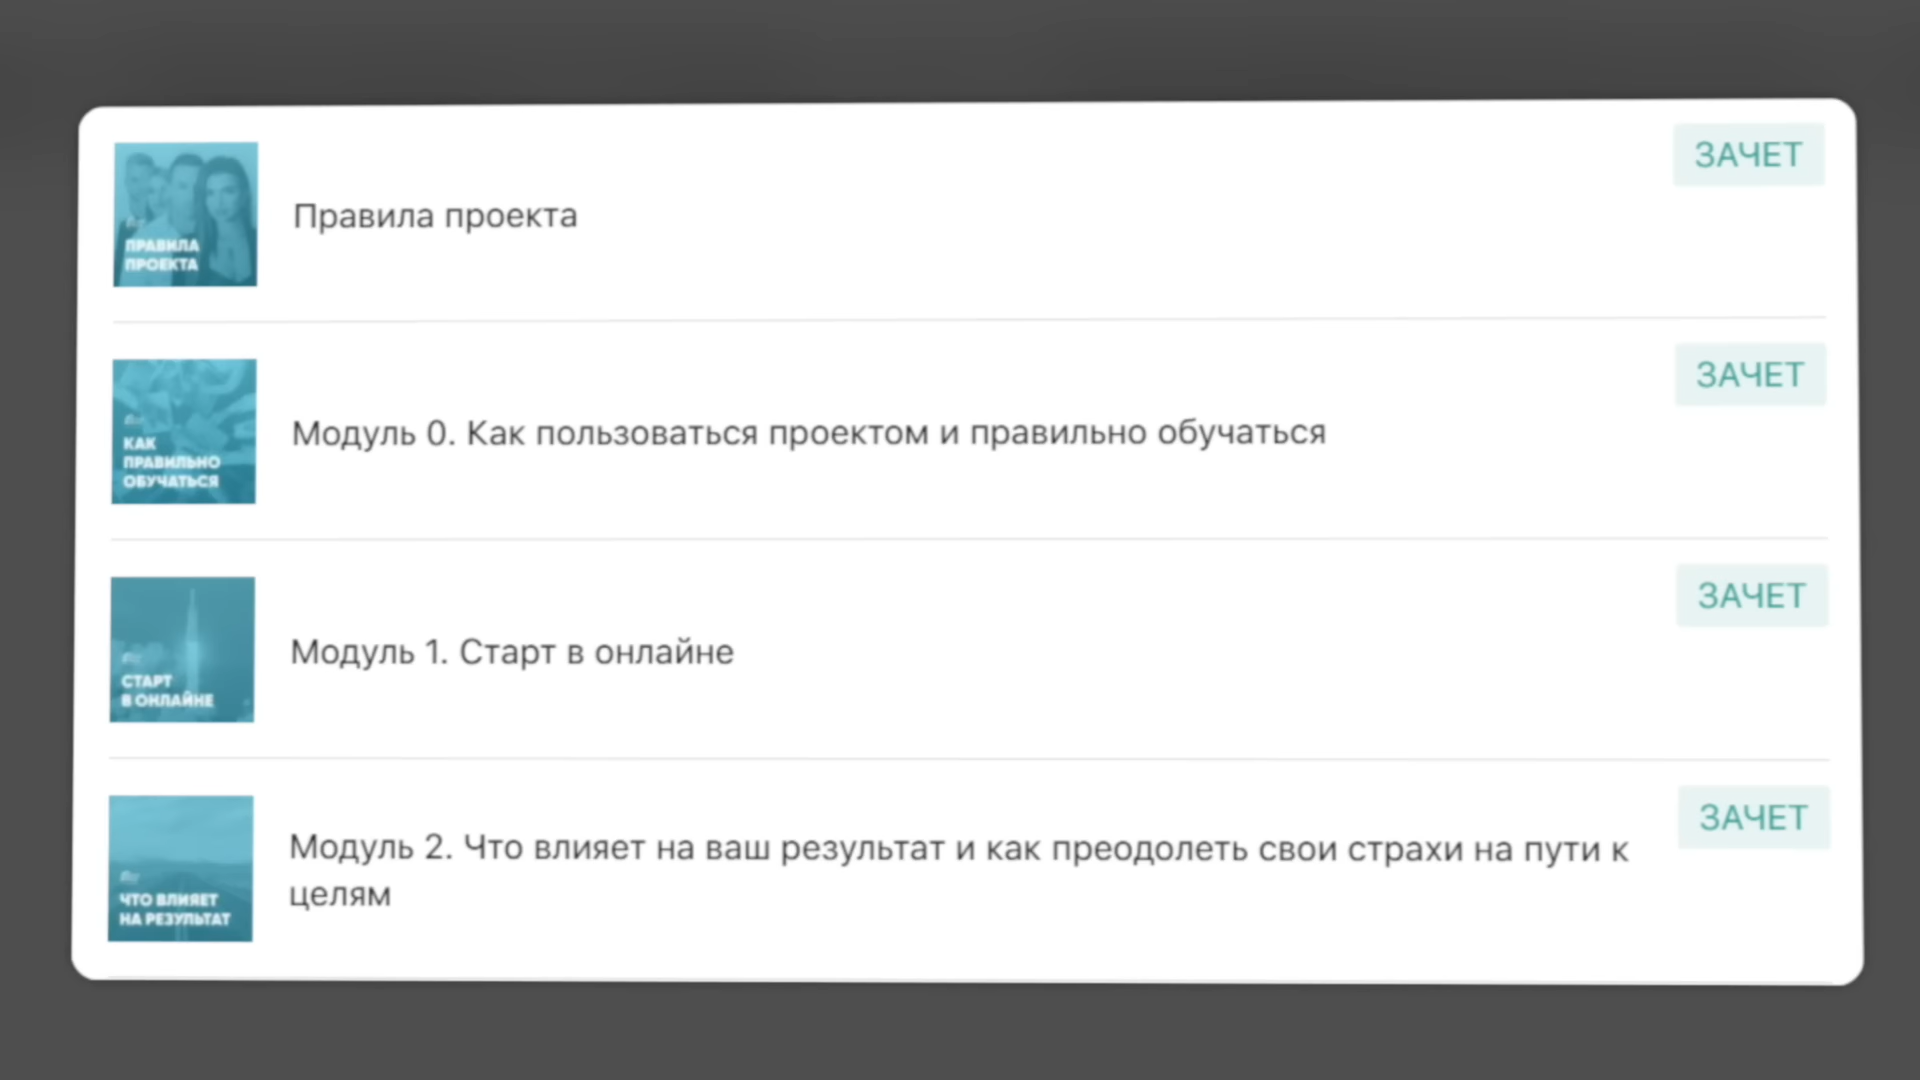 ЗАЧЕТ
Правила проекта
ПРАВИЛА
ПРОЕКТА
ЗАЧЕТ
Модуль 0. Как пользоваться проектом и правильно обучаться
КАК
ПРАВИЛЬНО
ОБУЧАТЬСЯ
ЗАЧЕТ
Модуль 1. Старт в онлайне
СТАРТ
В ОНЛАЙНЕ
ЗАЧЕТ
Модуль 2. Что влияет на ваш результат и как преодолеть свои страхи на пути к
целям
ЧТО ВЛИЯЕТ
НА РЕЗУЛЬТАТ